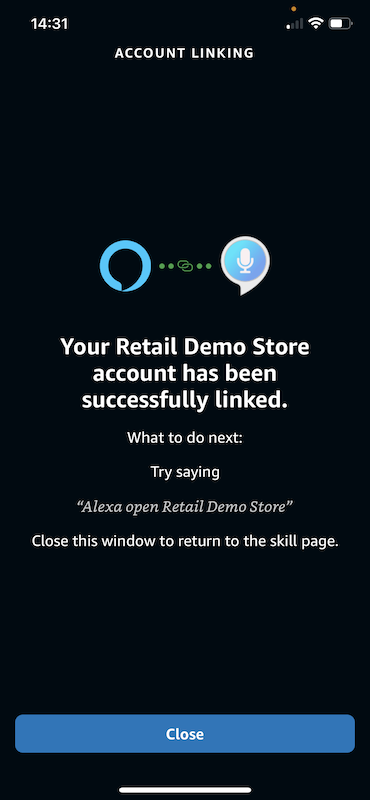 14:31
ACCOUNT LINKING
Your Retail Demo Store
account has been
successfully linked.
What to do next:
Try saying
“Alexa open Retail Demo Store”
Close this window to return to the skill page.
Close